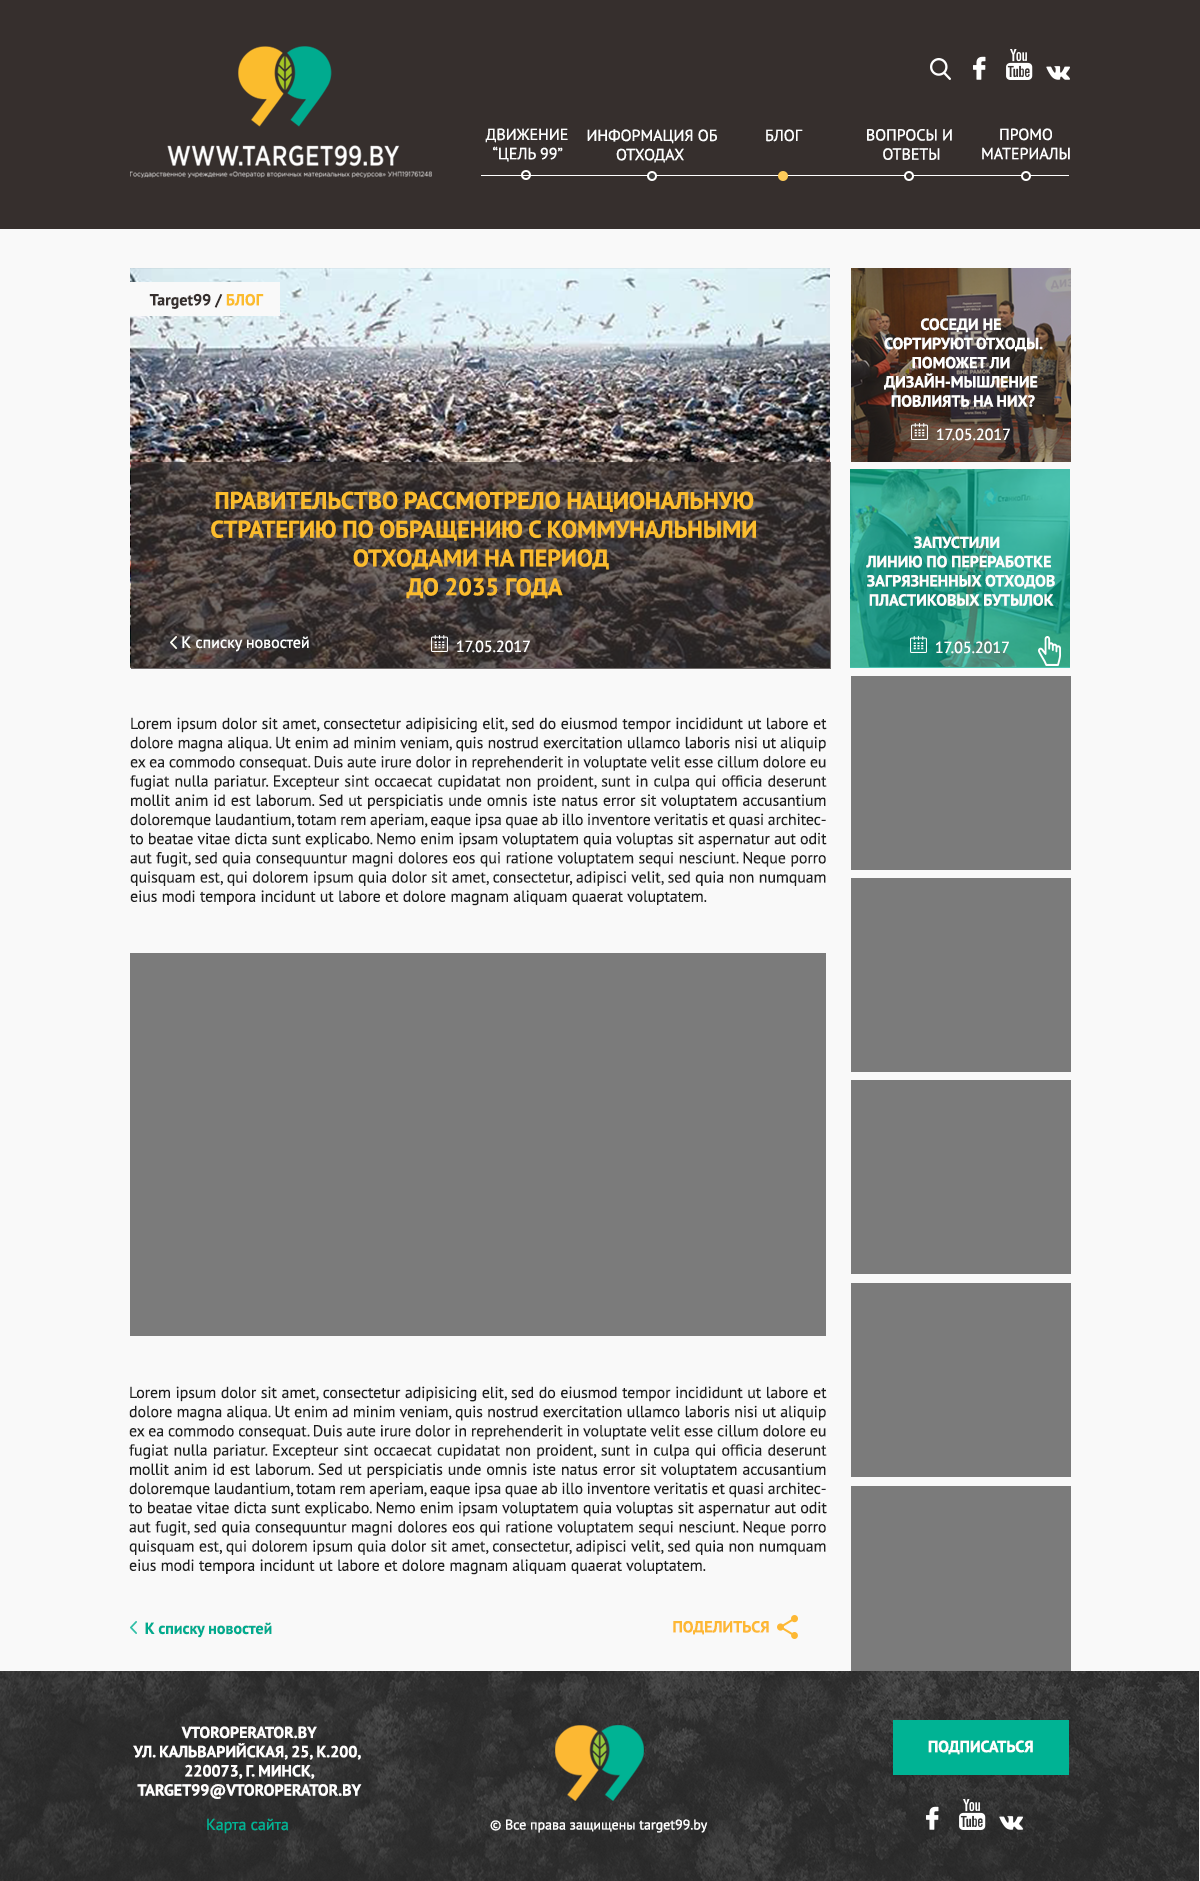 You
Tube
WWW.TARGET99.BY
Государственное учреждение «Оператор вторичных материальных ресурсов» УНП191761248
ДВИЖЕНИЕ
“ЦЕЛЬ 99”
ИНФОРМАЦИЯ ОБ
ОТХОДАХ
БЛОГ
ВОПРОСЫ И
ОТВЕТЫ
ПРОМО
МАТЕРИАЛЫ
Target99 / БЛОГ
ПРАВИТЕЛЬСТВО РАССМОТРЕЛО НАЦИОНАЛЬНУЮ
СТРАТЕГИЮ ПО ОБРАЩЕНИЮ С КОММУНАЛЬНЫМИ
ОТХОДАМИ НА ПЕРИОД
ДО 2035 ГОДА
К списку новостей
17.05.2017
СОСЕДИ НЕ
СОРТИРУЮТ ОТХОДЫ.
ПОМОЖЕТ ЛИ
ДИЗАЙН-МЫШЛЕНИЕ
ПОВЛИЯТЬ НА НИХ?
17.05.2017
ЗАПУСТИЛИ
ЛИНИЮ ПО ПЕРЕРАБОТКЕ
ЗАГРЯЗНЕННЫХ ОТХОДОВ
ПЛАСТИКОВЫХ БУТЫЛОК
17.05.2017
Lorem ipsum dolor sit amet, consectetur adipisicing elit, sed do eiusmod tempor incididunt ut labore et
dolore magna aliqua. Ut enim ad minim veniam, quis nostrud exercitation ullamco laboris nisi ut aliquip
ex ea commodo consequat. Duis aute irure dolor in reprehenderit in voluptate velit esse cillum dolore eu
fugiat nulla pariatur. Excepteur sint occaecat cupidatat non proident, sunt in culpa qui officia deserunt
mollit anim id est laborum. Sed ut perspiciatis unde omnis iste natus error sit voluptatem accusantium
doloremque laudantium, totam rem aperiam, eaque ipsa quae ab illo inventore veritatis et quasi architec-
to beatae vitae dicta sunt explicabo. Nemo enim ipsam voluptatem quia voluptas sit aspernatur aut odit
aut fugit, sed quia consequuntur magni dolores eos qui ratione voluptatem sequi nesciunt. Neque porro
quisquam est, qui dolorem ipsum quia dolor sit amet, consectetur, adipisci velit, sed quia non numquam
eius modi tempora incidunt ut labore et dolore magnam aliquam quaerat voluptatem.
Lorem ipsum dolor sit amet, consectetur adipisicing elit, sed do eiusmod tempor incididunt ut labore et
dolore magna aliqua. Ut enim ad minim veniam, quis nostrud exercitation ullamco laboris nisi ut aliquip
ex ea commodo consequat. Duis aute irure dolor in reprehenderit in voluptate velit esse cillum dolore eu
fugiat nulla pariatur. Excepteur sint occaecat cupidatat non proident, sunt in culpa qui officia deserunt
mollit anim id est laborum. Sed ut perspiciatis unde omnis iste natus error sit voluptatem accusantium
doloremque laudantium, totam rem aperiam, eaque ipsa quae ab illo inventore veritatis et quasi architec-
to beatae vitae dicta sunt explicabo. Nemo enim ipsam voluptatem quia voluptas sit aspernatur aut odit
aut fugit, sed quia consequuntur magni dolores eos qui ratione voluptatem sequi nesciunt. Neque porro
quisquam est, qui dolorem ipsum quia dolor sit amet, consectetur, adipisci velit, sed quia non numquam
eius modi tempora incidunt ut labore et dolore magnam aliquam quaerat voluptatem.
К списку новостей
ПОДЕЛИТЬСЯ
VTOROPERATOR.BY
УЛ. КАЛЬВАРИЙСКАЯ, 25, К.200,
220073, Г. МИНСК,
TARGET99@VTOROPERATOR.BY
Карта сайта
© Все права защищены target99.by
ПОДПИСАТЬСЯ
You
Tube